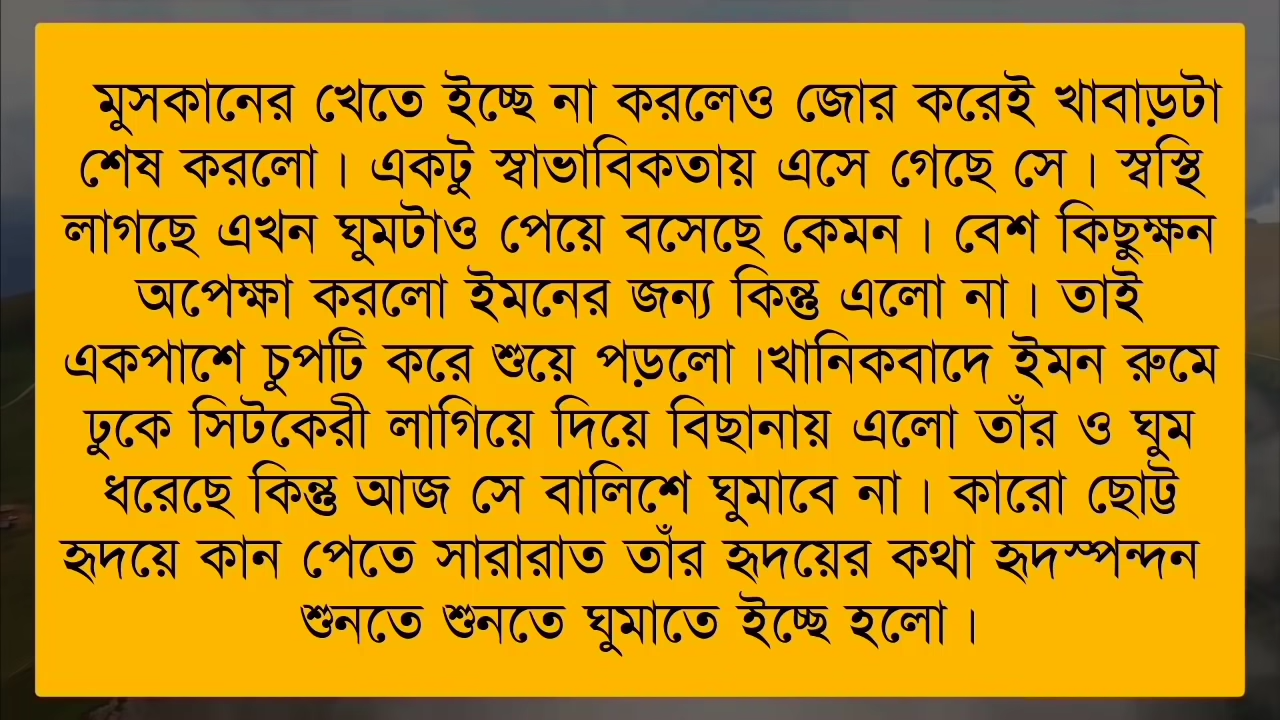 মুসকানের খেতে ইচ্ছে না করলেও জোর করেই খাবাড়টা
শেষ করলো। একটু স্বাভাবিকতায় এসে গেছে সে। স্বস্থি
লাগছে এখন ঘুমটাও পেয়ে বসেছে কেমন। বেশ কিছুক্ষন
অপেক্ষা করলো ইমনের জন্য কিন্তু এলো না। তাই
একপাশে চুপটি করে শুয়ে পড়লো।খানিকবাদে ইমন রুমে
ঢুকে সিটকেরী লাগিয়ে দিয়ে বিছানায় এলো তাঁর ও ঘুম
ধরেছে কিন্তু আজ সে বালিশে ঘুমাবে না। কারো ছোট্ট
হৃদয়ে কান পেতে সারারাত তাঁর হৃদয়ের কথা হৃদস্পন্দন
শুনতে শুনতে ঘুমাতে ইচ্ছে হলো।